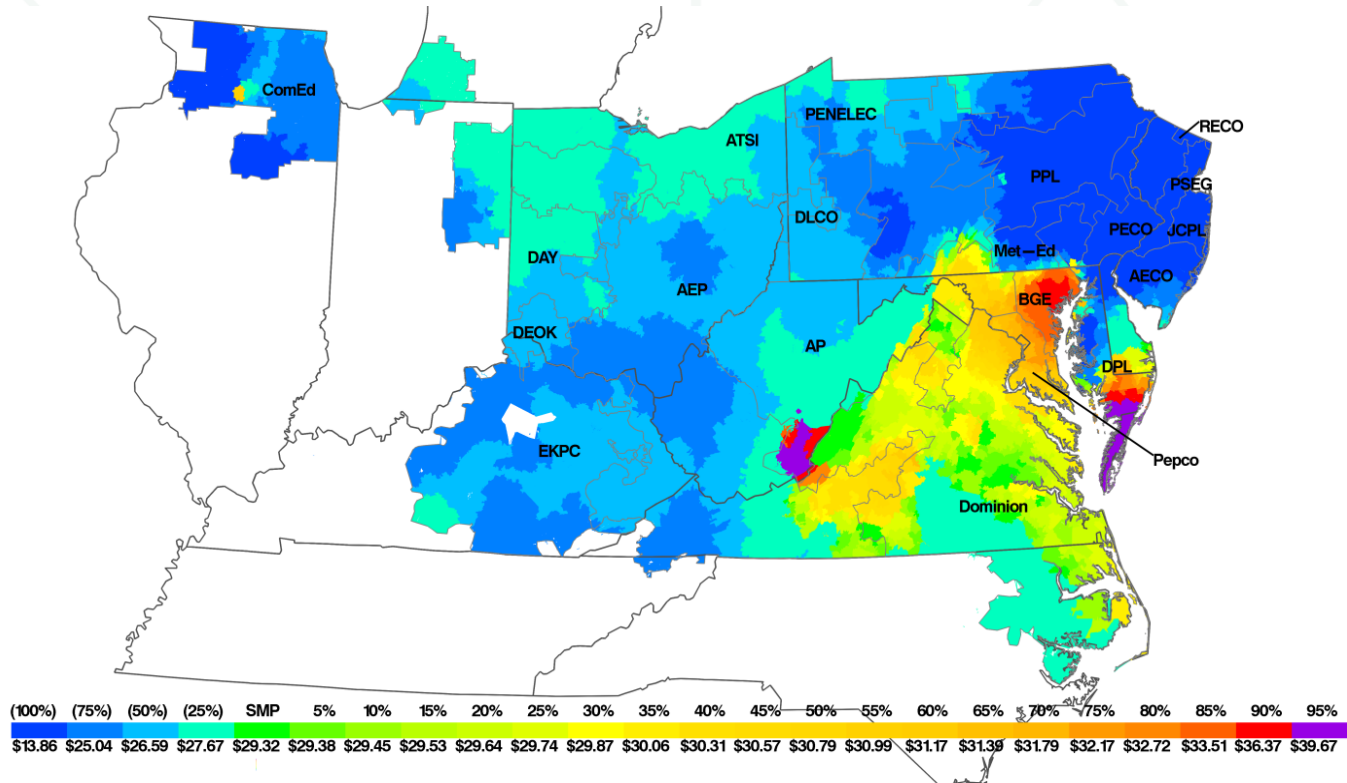 ComEd
PENELEC
RECO
ATSI
PPL
PSEG
DLCO
PECO
JCPL
Met–Ed
DAY
AECO
AEP
BGE
DEOK
AP
DPL
EKPC
Pepco
Dominion
(100%) (75%) (50%) (25%) SMP 5% 10% 15% 20% 25% 30% 35% 40% 45% 50% 55% 60% 65% 70% 75% 80% 85% 90% 95%
$13.86 $25.04 $26.59 $27.67 $29.32 $29.38 $29.45 $29.53 $29.64 $29.74 $29.87 $30.06 $30.31 $30.57 $30.79 $30.99 $31.17 $31.39 $31.79 $32.17 $32.72 $33.51 $36.37 $39.67